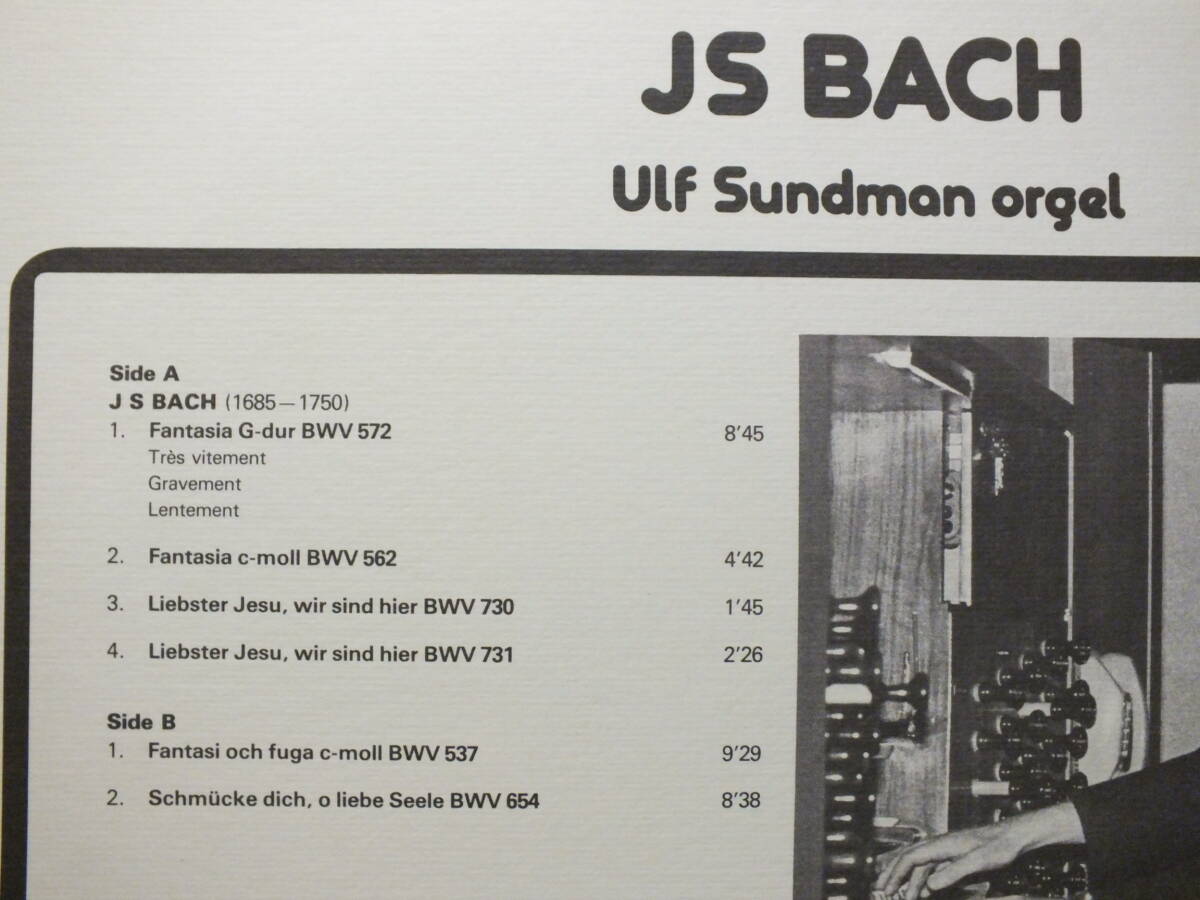 JS BACH
Ulf Sundman orgel
Side A
J S BACH (1685—1750)
1. Fantasia G-dur BWV 572 8'45
Très vitement
Gravement
Lentement
2. Fantasia c-moll BWV 562 4'42
3. Liebster Jesu, wir sind hier BWV 730 1'45
4. Liebster Jesu, wir sind hier BWV 731 2'26
Side B
1. Fantasi och fuga c-moll BWV 537 9'29
2. Schmücke dich, o liebe Seele BWV 654 8'38